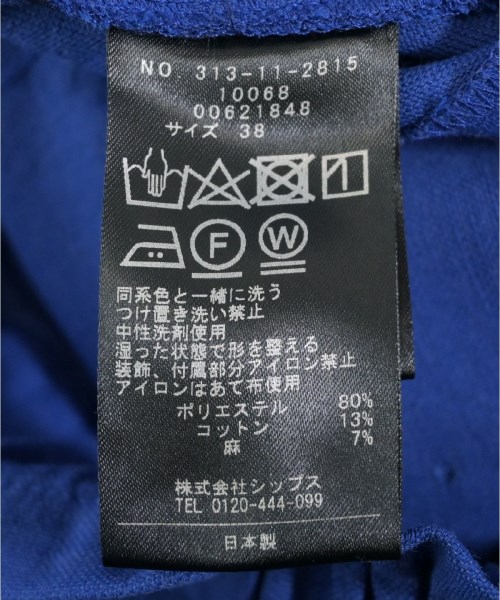 NO. 313-11-2815
10068
00621848
サイズ 38
F W
同系色と一緒に洗う
つけ置き洗い禁止
中性洗剤使用
湿った状態で形を整える
装飾、付属部分アイロン禁止
アイロンはあて布使用
ポリエステル 80%
コットン 13%
麻 7%
株式会社シップス
TEL 0120-444-099
日本製